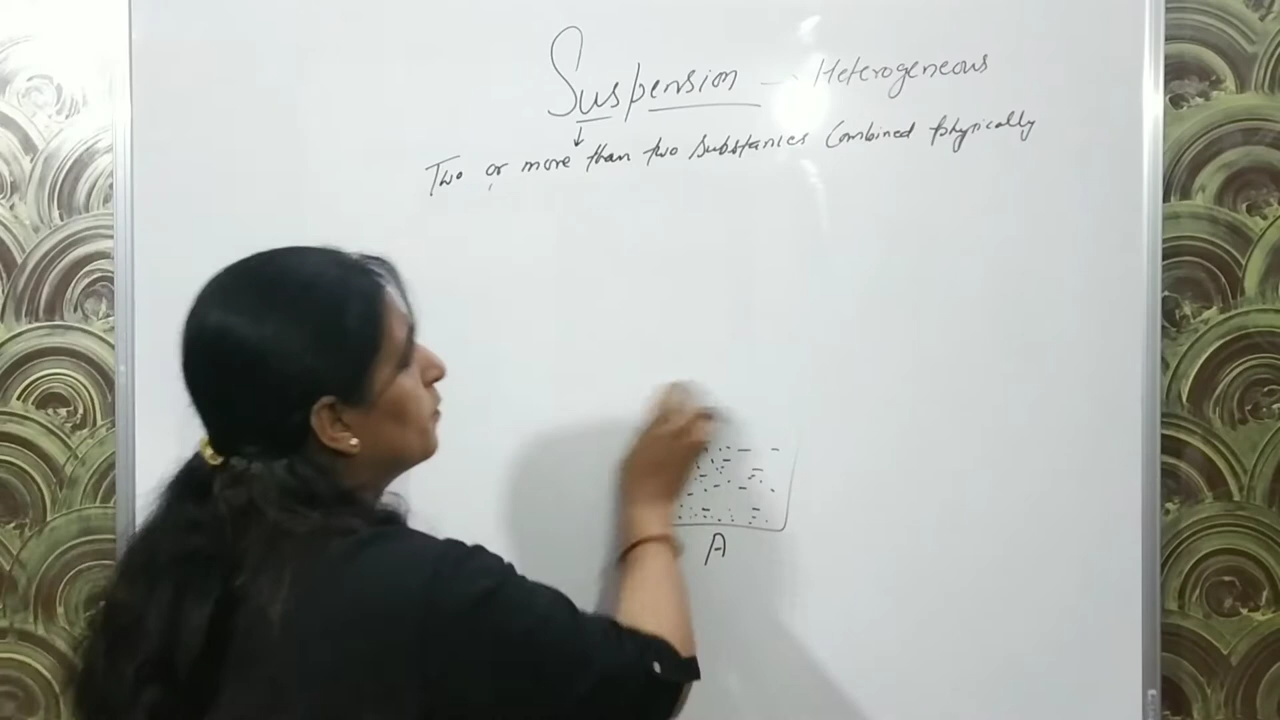 Suspension → Heterogeneous
↓
Two or more than two substances Combined physically
A